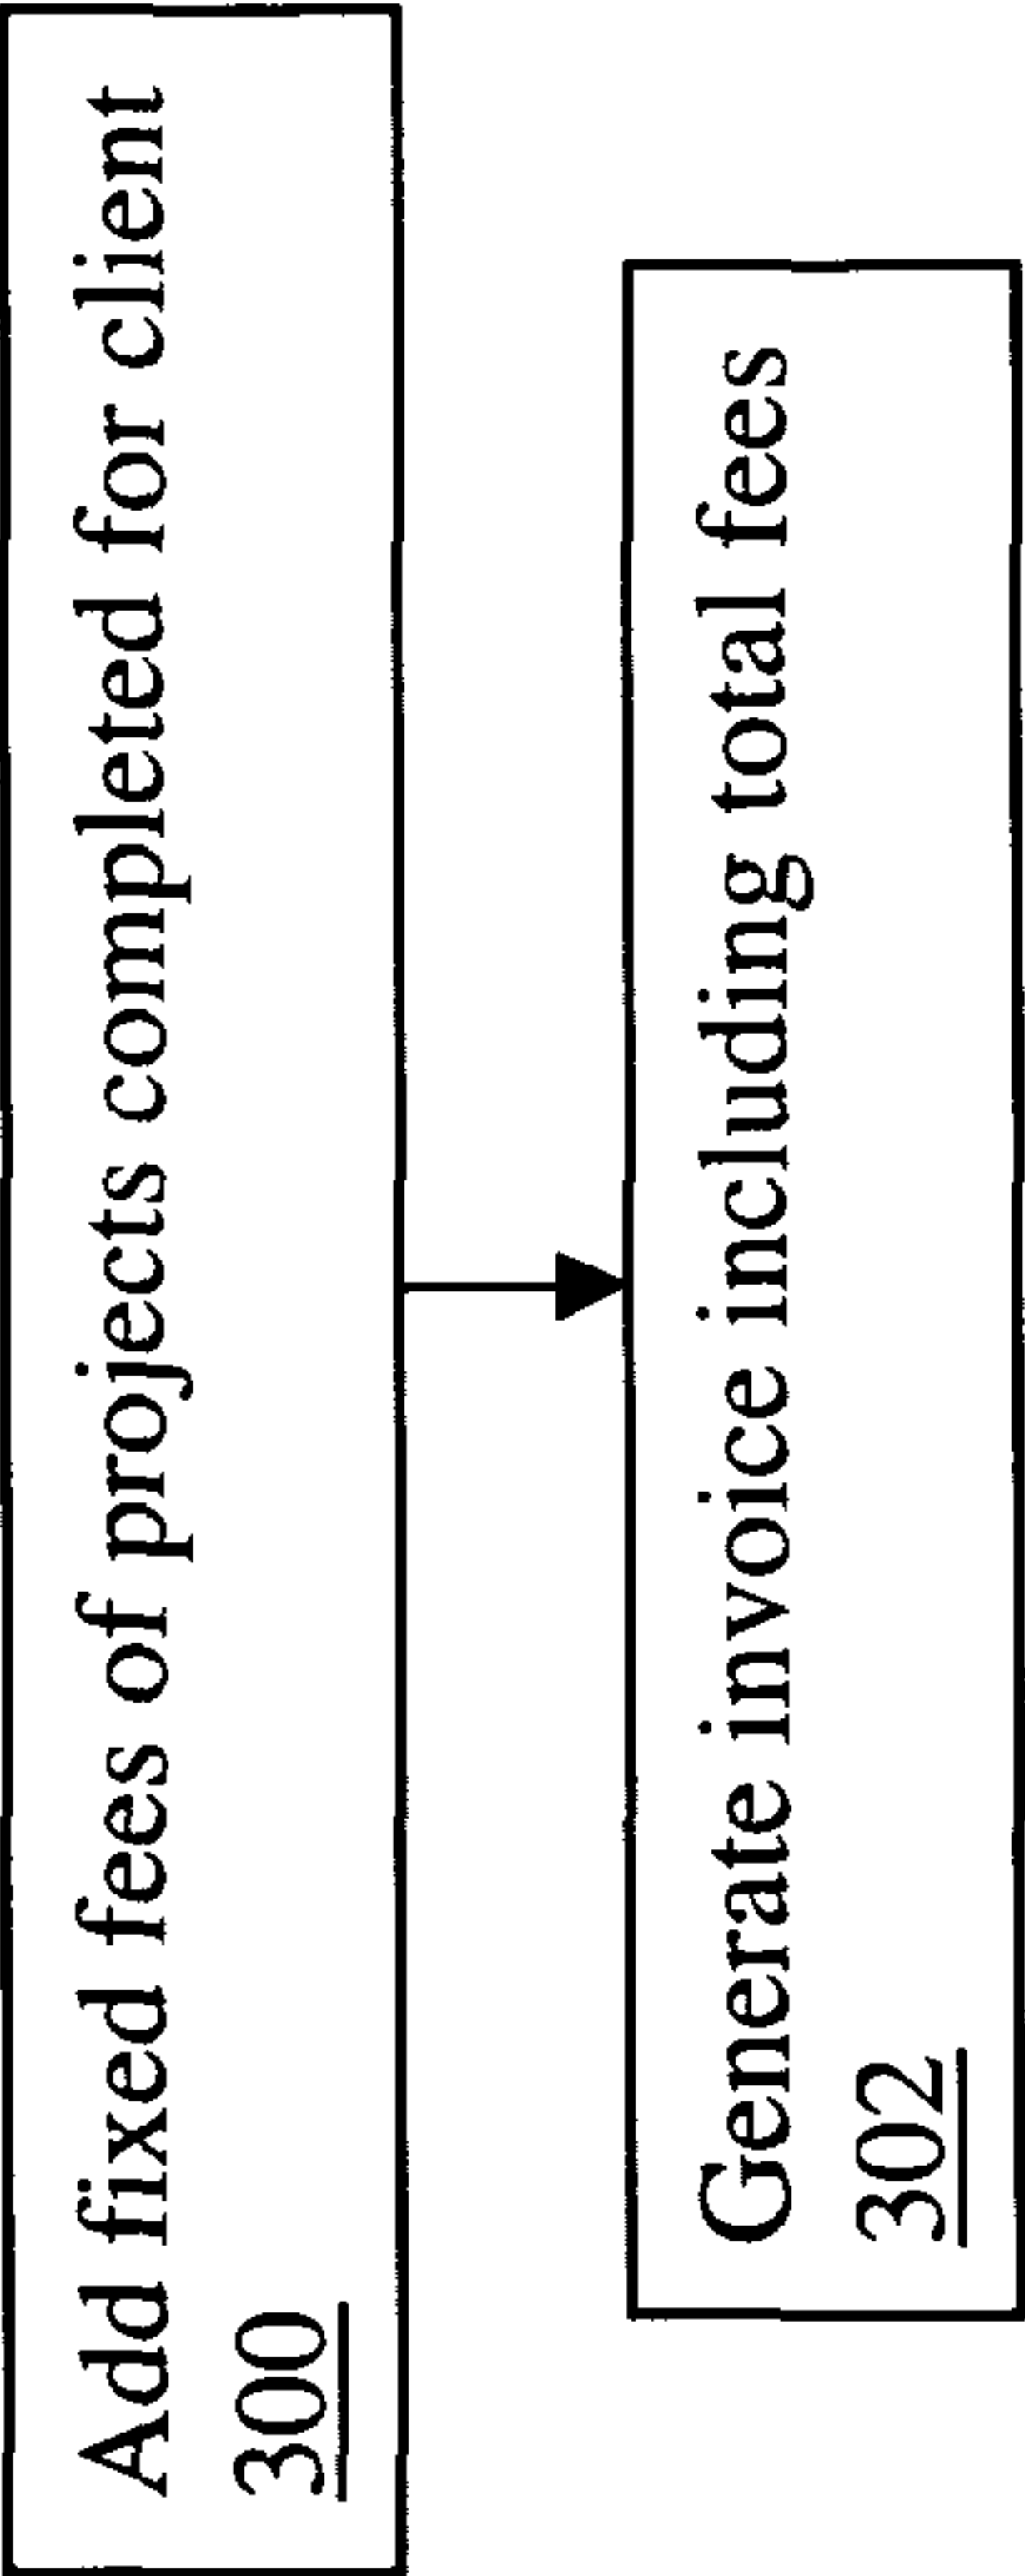 Add fixed fees of projects completed for client
300
Generate invoice including total fees
302